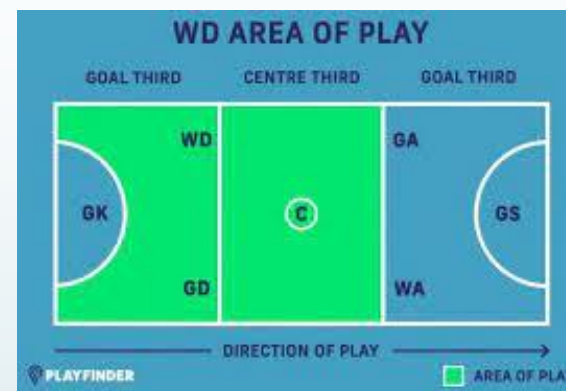 WD AREA OF PLAY
GOAL THIRD CENTRE THIRD GOAL THIRD
WD GA
GK C GS
GD WA
DIRECTION OF PLAY
PLAYFINDER AREA OF PLA